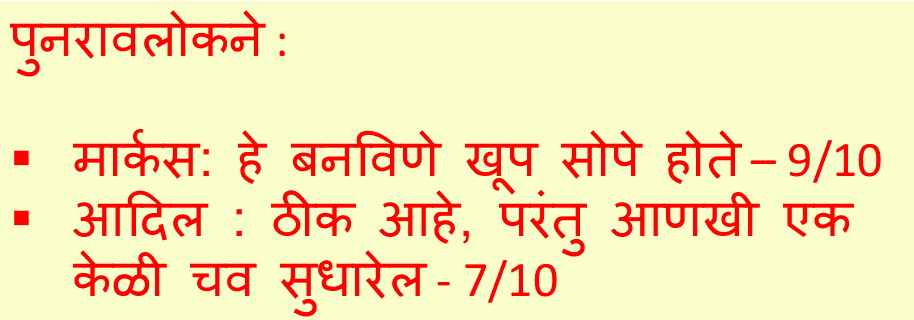 पुनरावलोकने :
▪ मार्कस: हे बनविणे खूप सोपे होते – 9/10
▪ आदिल : ठीक आहे, परंतु आणखी एक
केळी चव सुधारेल - 7/10